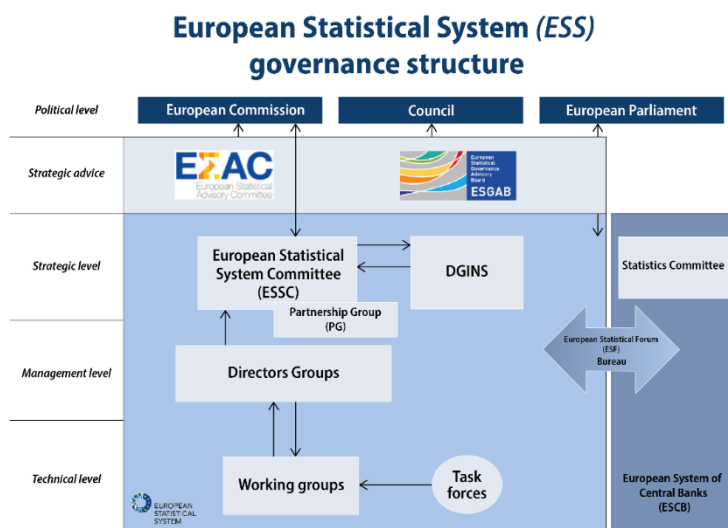 European Statistical System (ESS)
governance structure
Political level
European Commission
Council
European Parliament
Strategic advice
EΣAC
European Statistical
Advisory Committee
European
Statistical
Governance
Advisory
Board
ESGAB
Strategic level
European Statistical
System Committee
(ESSC)
DGINS
Statistics Committee
Partnership Group
(PG)
European Statistical Forum
(ESF)
Bureau
Management level
Directors Groups
Technical level
Working groups
Task
forces
European System of
Central Banks
(ESCB)
EUROPEAN
STATISTICAL
SYSTEM